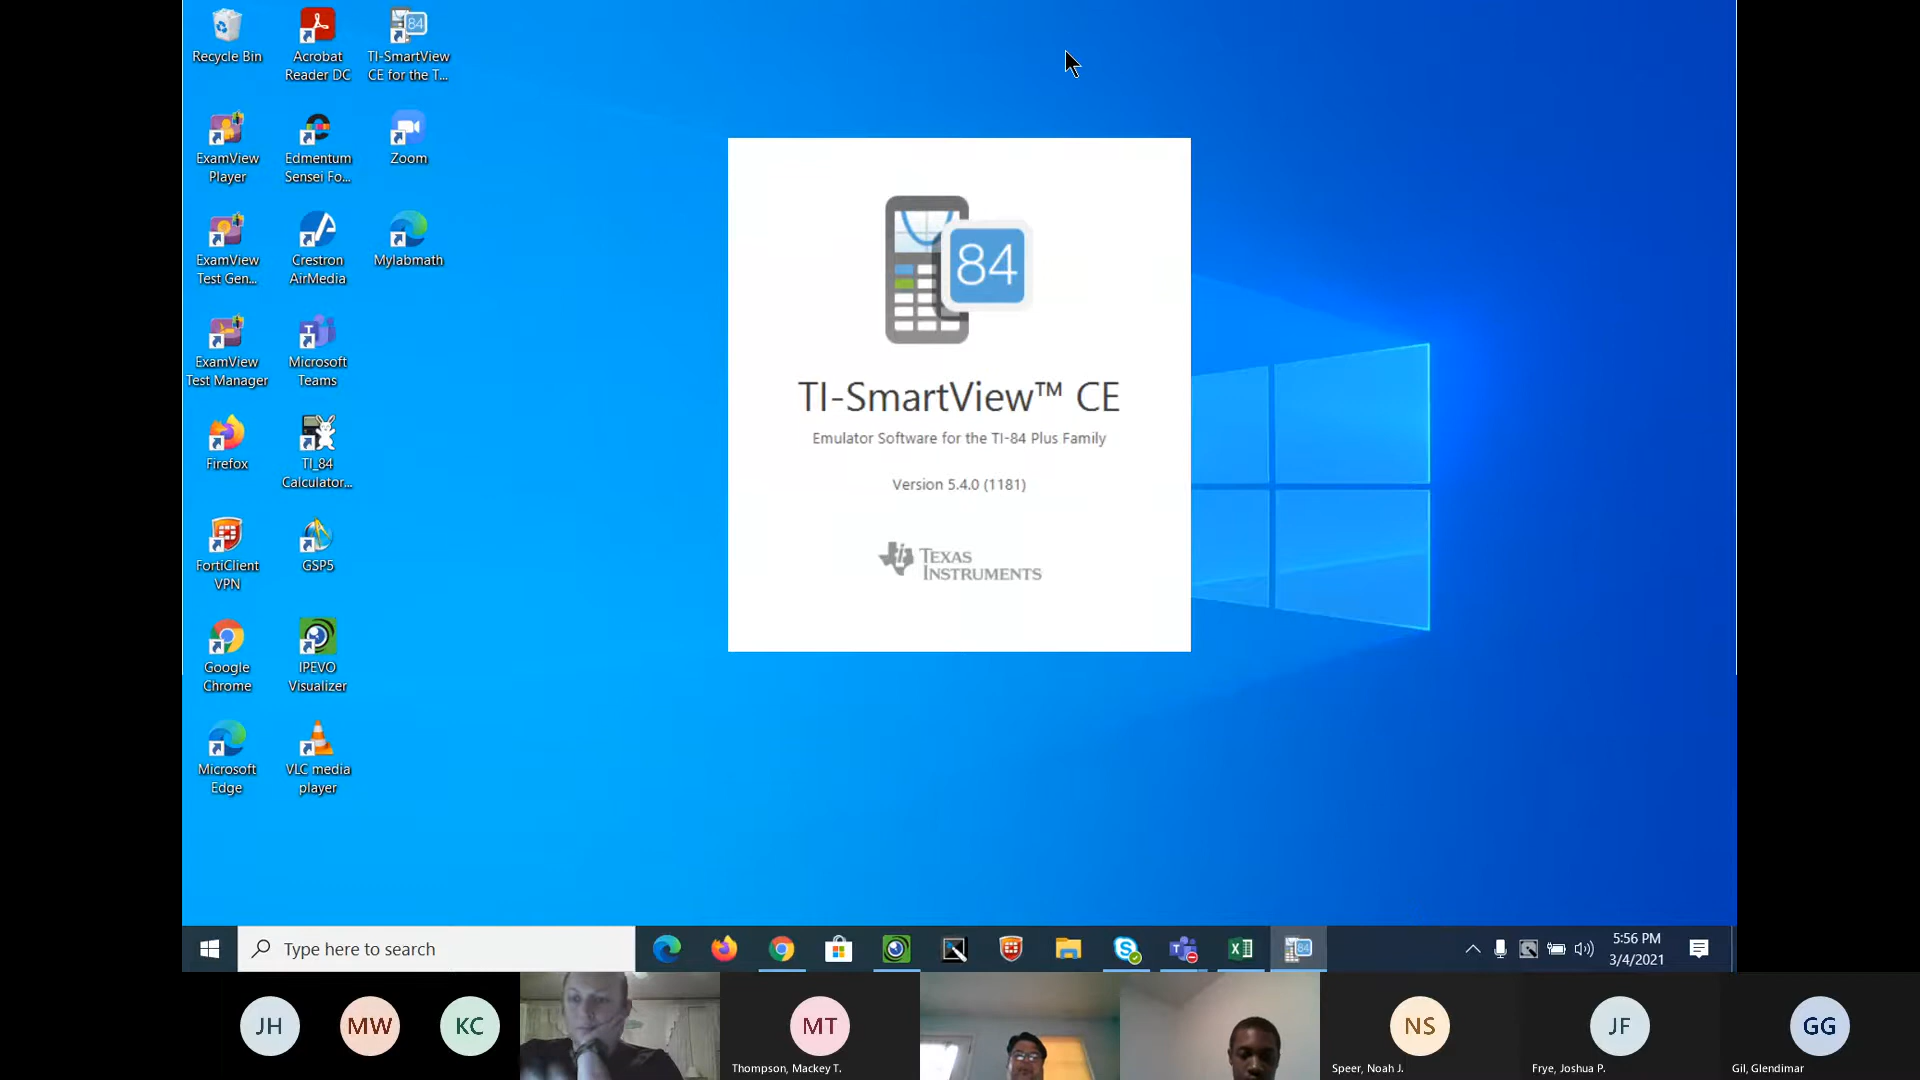 Recycle Bin
Acrobat
Reader DC
TI-SmartView
CE for the T...
84
ExamView
Player
Edmentum
Sensei Fo...
Zoom
ExamView
Test Gen...
Crestron
AirMedia
Mylabmath
ExamView
Test Manager
Microsoft
Teams
Firefox
TI_84
Calculator...
FortiClient
VPN
GSP5
Google
Chrome
IPEVO
Visualizer
Microsoft
Edge
VLC media
player
84
TI-SmartView™ CE
Emulator Software for the TI-84 Plus Family
Version 5.4.0 (1181)
TEXAS
INSTRUMENTS
Type here to search
84
5:56 PM
3/4/2021
JH
MW
KC
MT
Thompson, Mackey T.
NS
Speer, Noah J.
JF
Frye, Joshua P.
GG
Gil, Glendimar